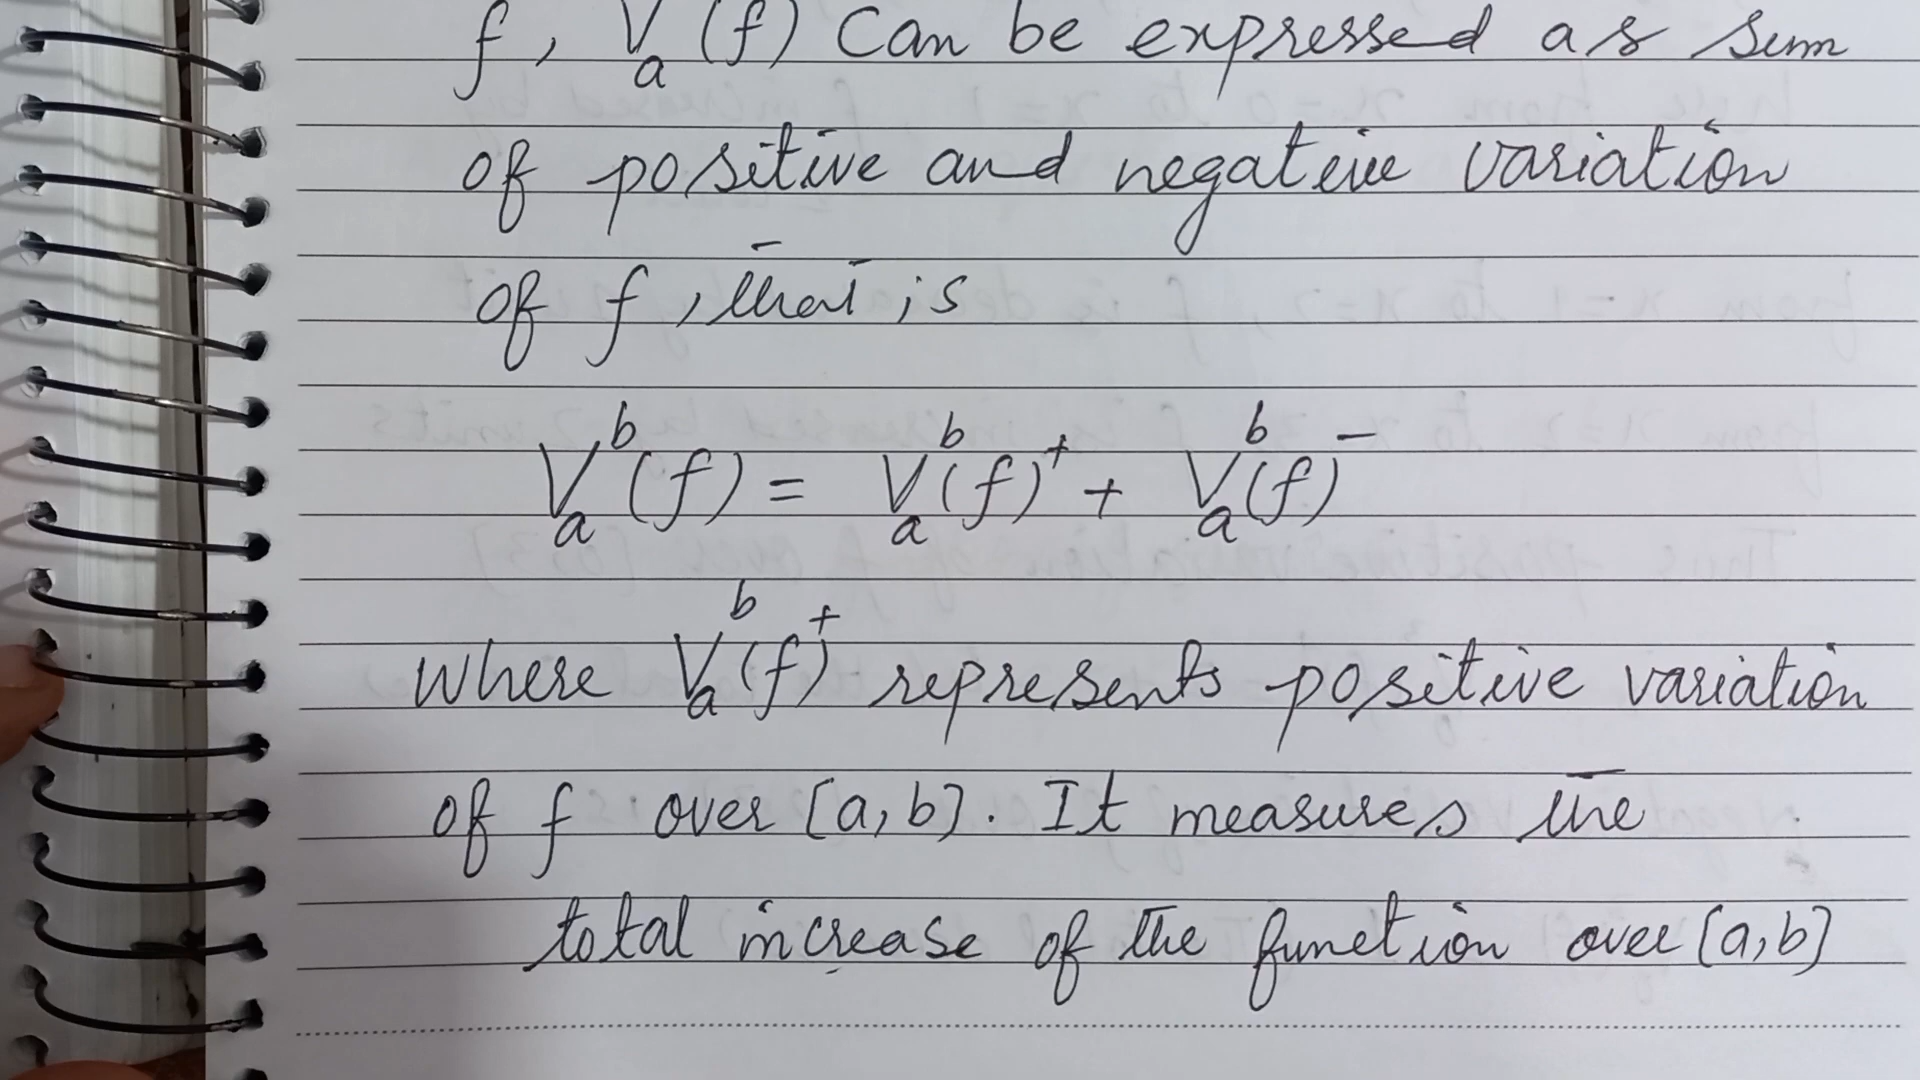 f, V_a(f) can be expressed as sum
of positive and negative variation
of f, that is
V_a^b(f) = V_a^b(f)^+ + V_a^b(f)^-
where V_a^b(f)^+ represents positive variation
of f over [a,b]. It measures the
total increase of the function over [a,b]